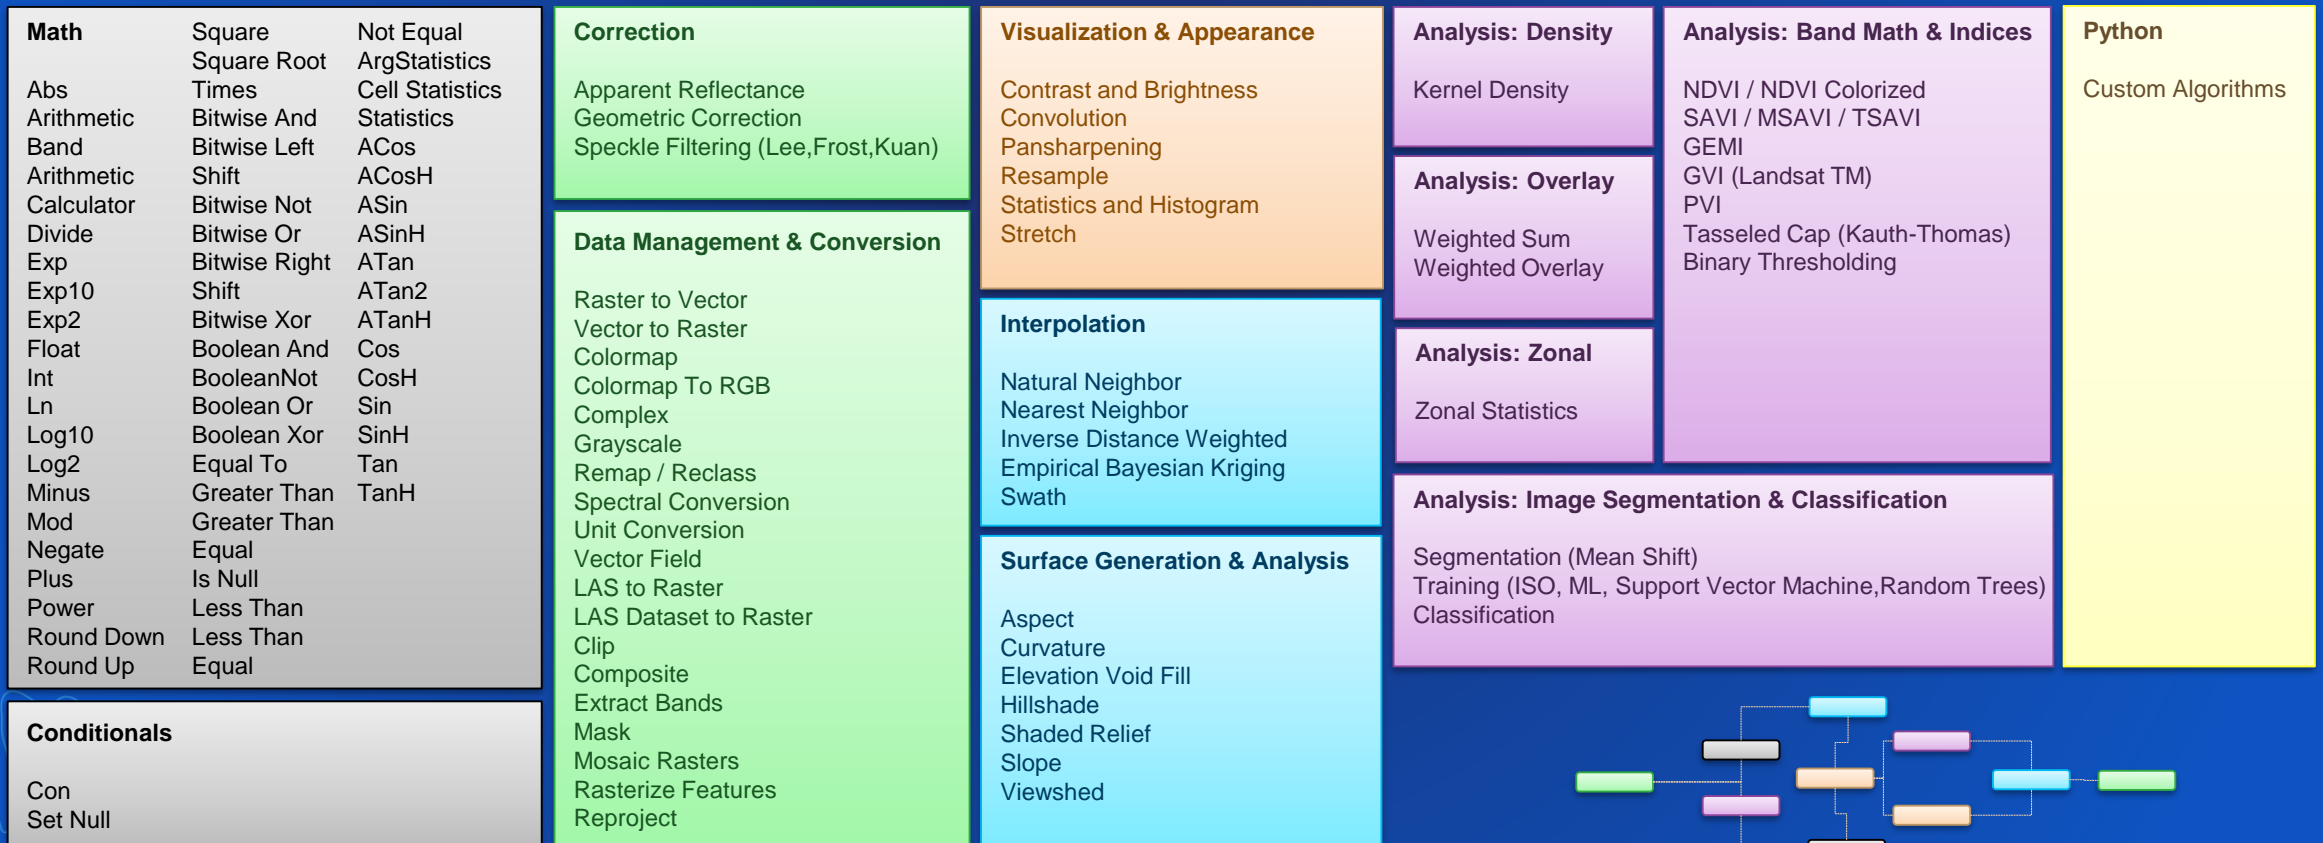 Math
Abs
Arithmetic
Band
Arithmetic
Calculator
Divide
Exp
Exp10
Exp2
Float
Int
Ln
Log10
Log2
Minus
Mod
Negate
Plus
Power
Round Down
Round Up
Square
Square Root
Times
Bitwise And
Bitwise Left
Shift
Bitwise Not
Bitwise Or
Bitwise Right
Shift
Bitwise Xor
Boolean And
BooleanNot
Boolean Or
Boolean Xor
Equal To
Greater Than
Greater Than
Equal
Is Null
Less Than
Less Than
Equal
Not Equal
ArgStatistics
Cell Statistics
Statistics
ACos
ACosH
ASin
ASinH
ATan
ATan2
ATanH
Cos
CosH
Sin
SinH
Tan
TanH
Conditionals
Con
Set Null
Correction
Apparent Reflectance
Geometric Correction
Speckle Filtering (Lee,Frost,Kuan)
Data Management & Conversion
Raster to Vector
Vector to Raster
Colormap
Colormap To RGB
Complex
Grayscale
Remap / Reclass
Spectral Conversion
Unit Conversion
Vector Field
LAS to Raster
LAS Dataset to Raster
Clip
Composite
Extract Bands
Mask
Mosaic Rasters
Rasterize Features
Reproject
Visualization & Appearance
Contrast and Brightness
Convolution
Pansharpening
Resample
Statistics and Histogram
Stretch
Interpolation
Natural Neighbor
Nearest Neighbor
Inverse Distance Weighted
Empirical Bayesian Kriging
Swath
Surface Generation & Analysis
Aspect
Curvature
Elevation Void Fill
Hillshade
Shaded Relief
Slope
Viewshed
Analysis: Density
Kernel Density
Analysis: Overlay
Weighted Sum
Weighted Overlay
Analysis: Zonal
Zonal Statistics
Analysis: Band Math & Indices
NDVI / NDVI Colorized
SAVI / MSAVI / TSAVI
GEMI
GVI (Landsat TM)
PVI
Tasseled Cap (Kauth-Thomas)
Binary Thresholding
Analysis: Image Segmentation & Classification
Segmentation (Mean Shift)
Training (ISO, ML, Support Vector Machine,Random Trees)
Classification
Python
Custom Algorithms